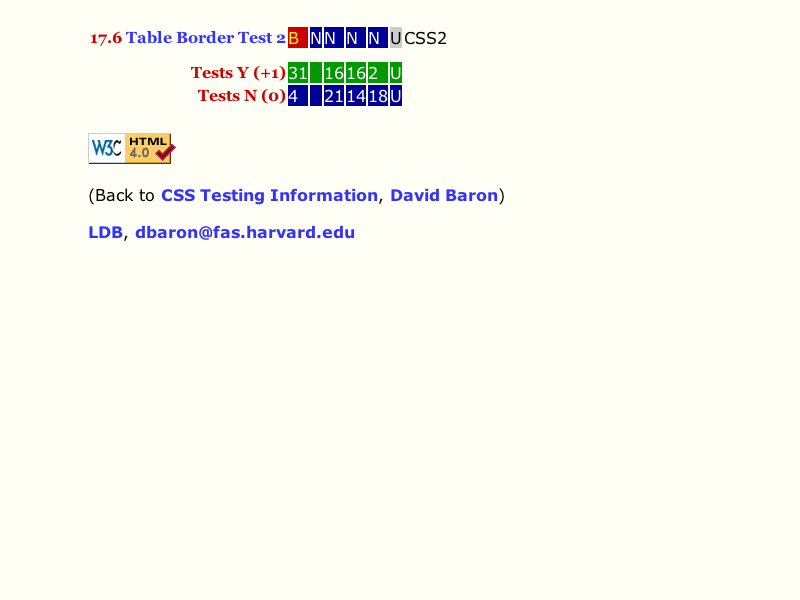 17.6 Table Border Test 2 B N N N N U CSS2
Tests Y (+1) 31 16 16 2 U
Tests N (0) 4 21 14 18 U
W3C HTML 4.0
(Back to CSS Testing Information, David Baron)
LDB, dbaron@fas.harvard.edu